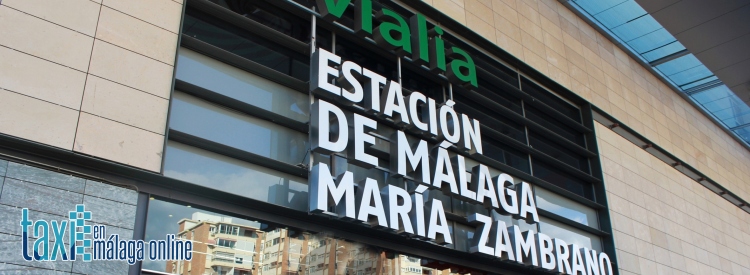 vialia
ESTACIÓN
DE MÁLAGA
MARÍA ZAMBRANO
taxi en
málaga online